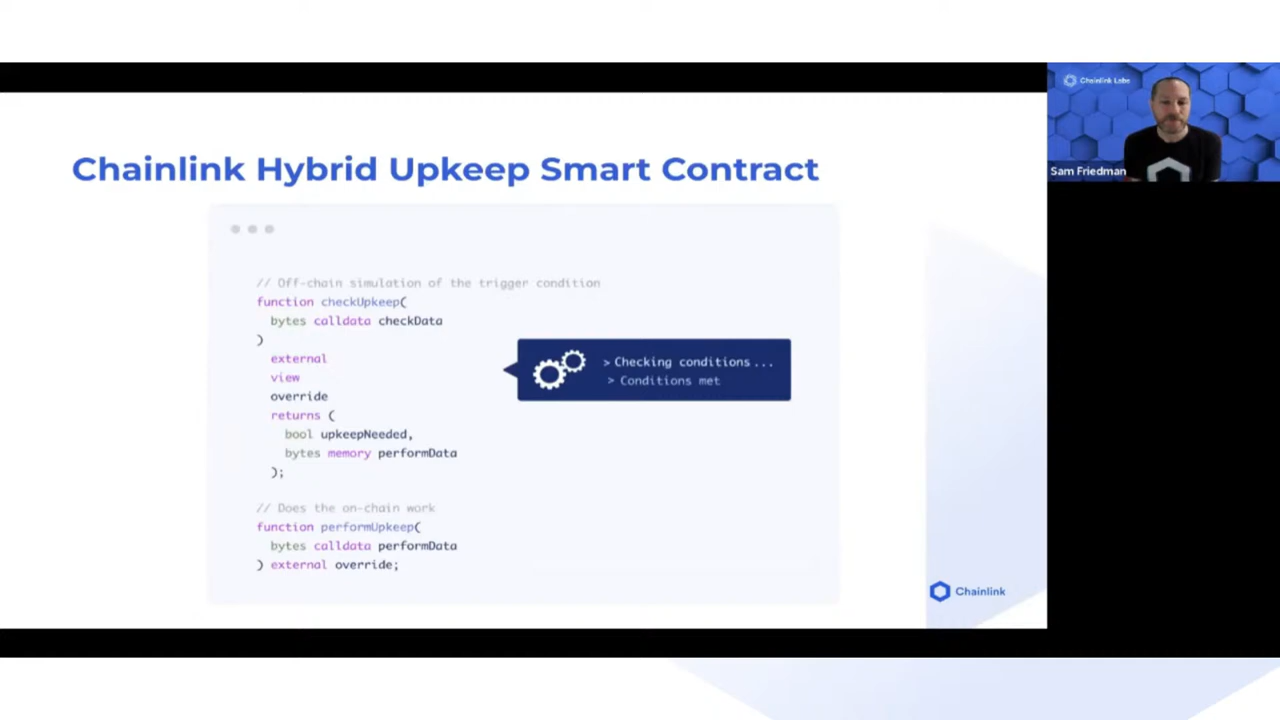 Chainlink Labs
Sam Friedman
Chainlink Hybrid Upkeep Smart Contract
// Off-chain simulation of the trigger condition
function checkUpkeep(
bytes calldata checkData
)
external
view
override
returns (
bool upkeepNeeded,
bytes memory performData
);
> Checking conditions...
> Conditions met
// Does the on-chain work
function performUpkeep(
bytes calldata performData
) external override;
Chainlink